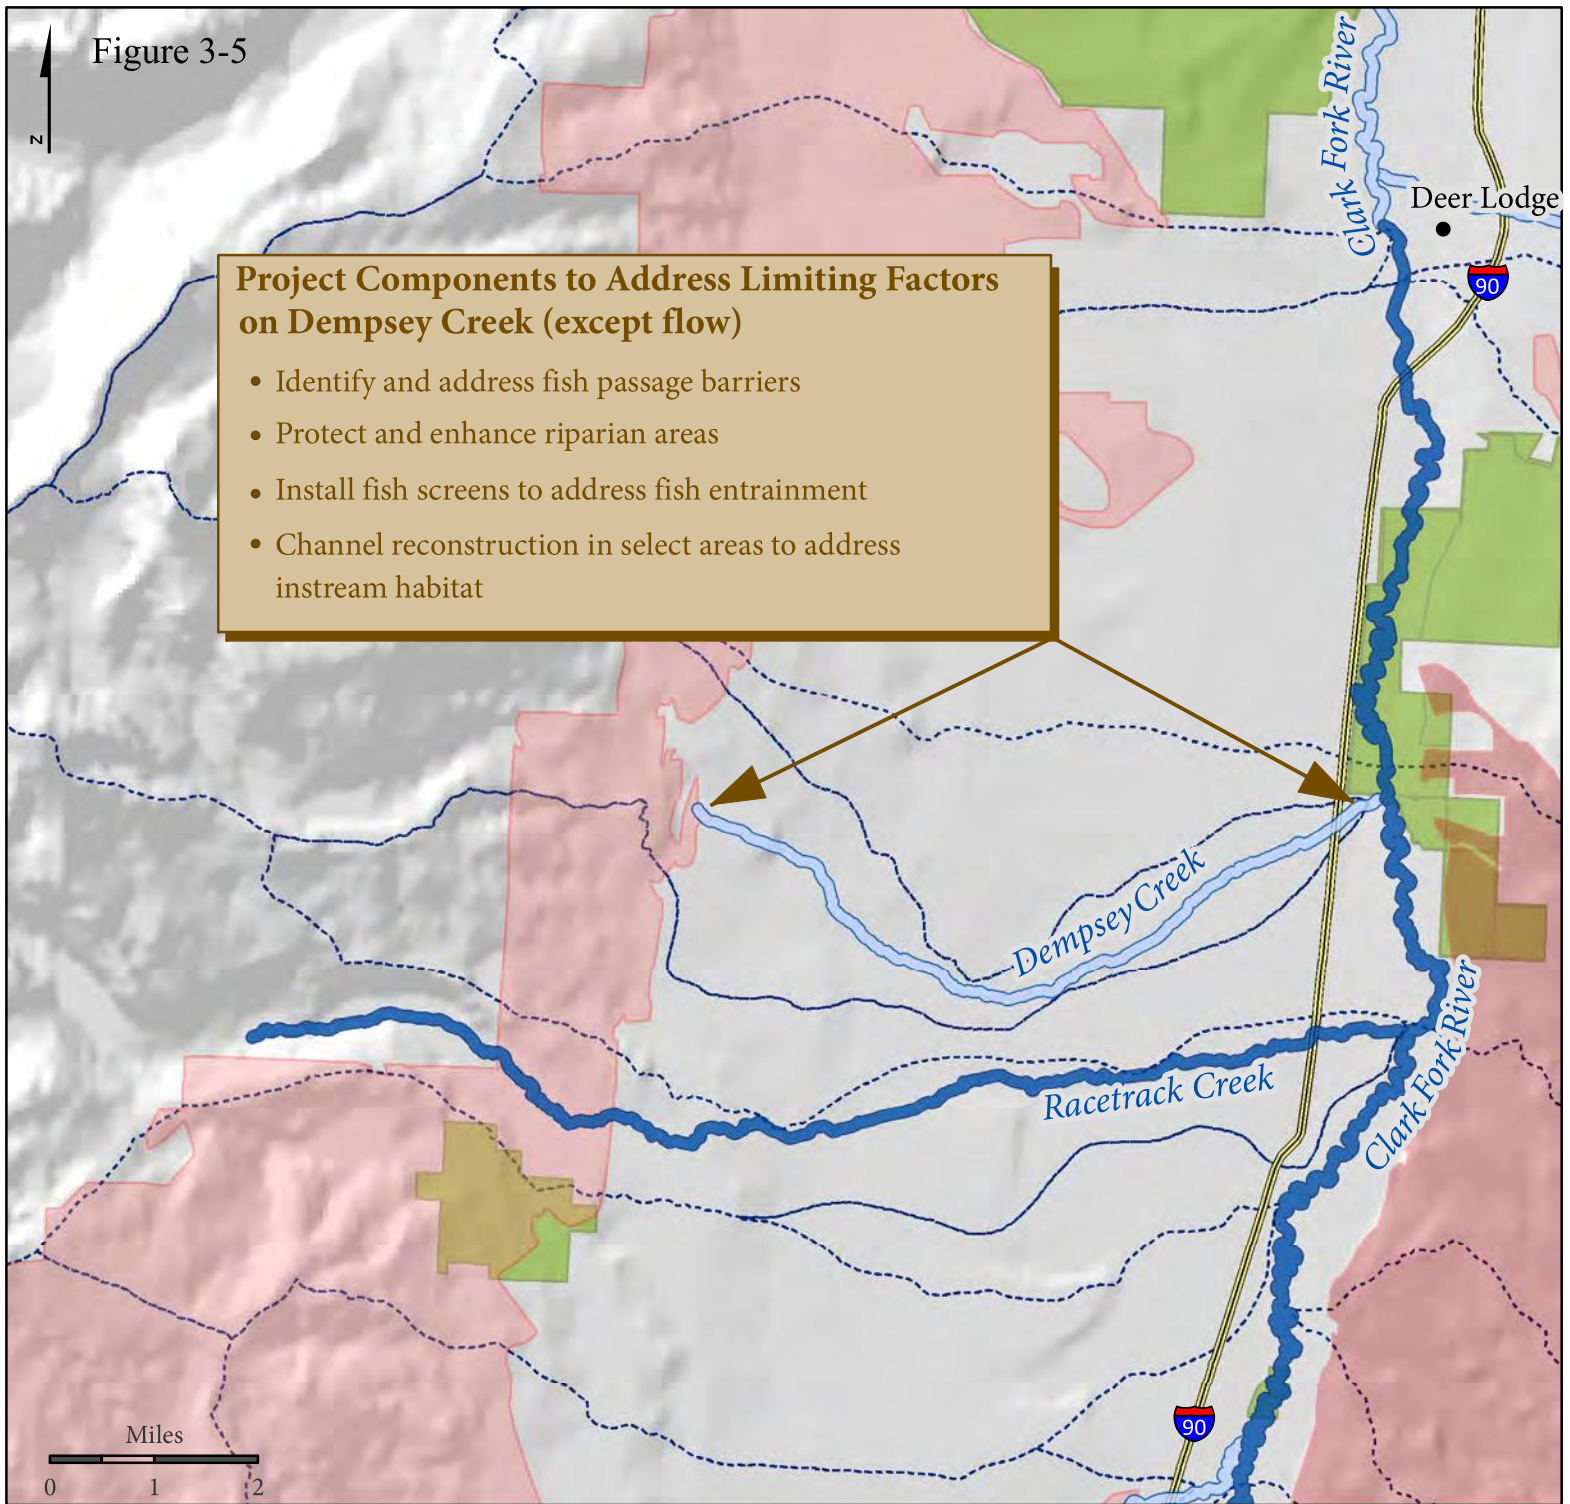 Figure 3-5
N
Clark Fork River
Deer Lodge
90
Project Components to Address Limiting Factors
on Dempsey Creek (except flow)
• Identify and address fish passage barriers
• Protect and enhance riparian areas
• Install fish screens to address fish entrainment
• Channel reconstruction in select areas to address
instream habitat
Dempsey Creek
Racetrack Creek
Clark Fork River
90
Miles
0 1 2